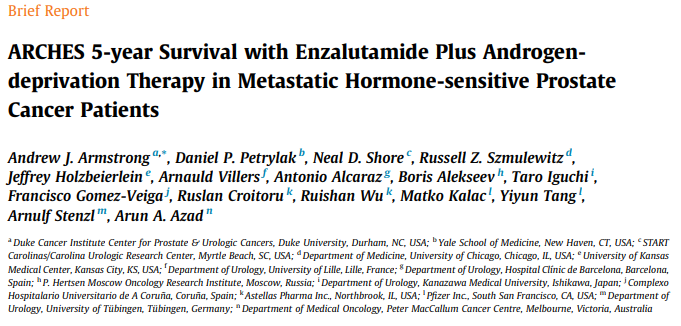 Brief Report
ARCHES 5-year Survival with Enzalutamide Plus Androgen-
deprivation Therapy in Metastatic Hormone-sensitive Prostate
Cancer Patients
Andrew J. Armstrong a,*, Daniel P. Petrylak b, Neal D. Shore c, Russell Z. Szmulewitz d,
Jeffrey Holzbeierlein e, Arnauld Villers f, Antonio Alcaraz g, Boris Alekseev h, Taro Iguchi i,
Francisco Gomez-Veiga j, Ruslan Croitoru k, Ruishan Wu k, Matko Kalac l, Yiyun Tang l,
Arnulf Stenzl m, Arun A. Azad n
a Duke Cancer Institute Center for Prostate & Urologic Cancers, Duke University, Durham, NC, USA; b Yale School of Medicine, New Haven, CT, USA; c START
Carolinas/Carolina Urologic Research Center, Myrtle Beach, SC, USA; d Department of Medicine, University of Chicago, Chicago, IL, USA; e University of Kansas
Medical Center, Kansas City, KS, USA; f Department of Urology, University of Lille, Lille, France; g Department of Urology, Hospital Clínic de Barcelona, Barcelona,
Spain; h P. Hertsen Moscow Oncology Research Institute, Moscow, Russia; i Department of Urology, Kanazawa Medical University, Ishikawa, Japan; j Complexo
Hospitalario Universitario de A Coruña, Coruña, Spain; k Astellas Pharma Inc., Northbrook, IL, USA; l Pfizer Inc., South San Francisco, CA, USA; m Department of
Urology, University of Tübingen, Tübingen, Germany; n Department of Medical Oncology, Peter MacCallum Cancer Centre, Melbourne, Victoria, Australia